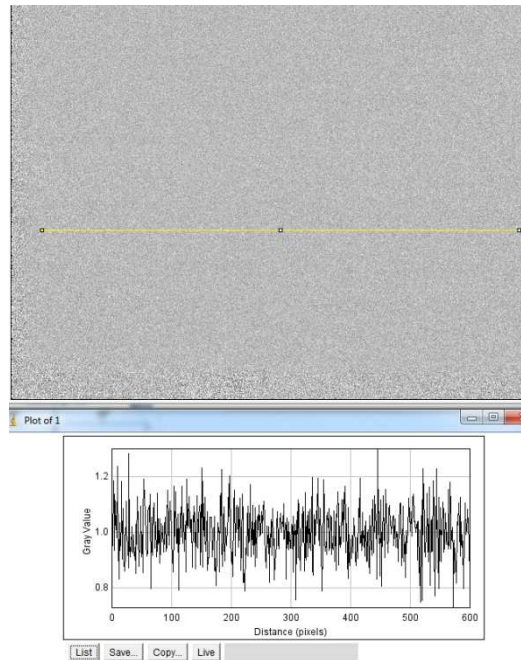 Plot of 1
1.2
1.0
0.8
Gray Value
0 100 200 300 400 500 600
Distance (pixels)
List Save... Copy... Live